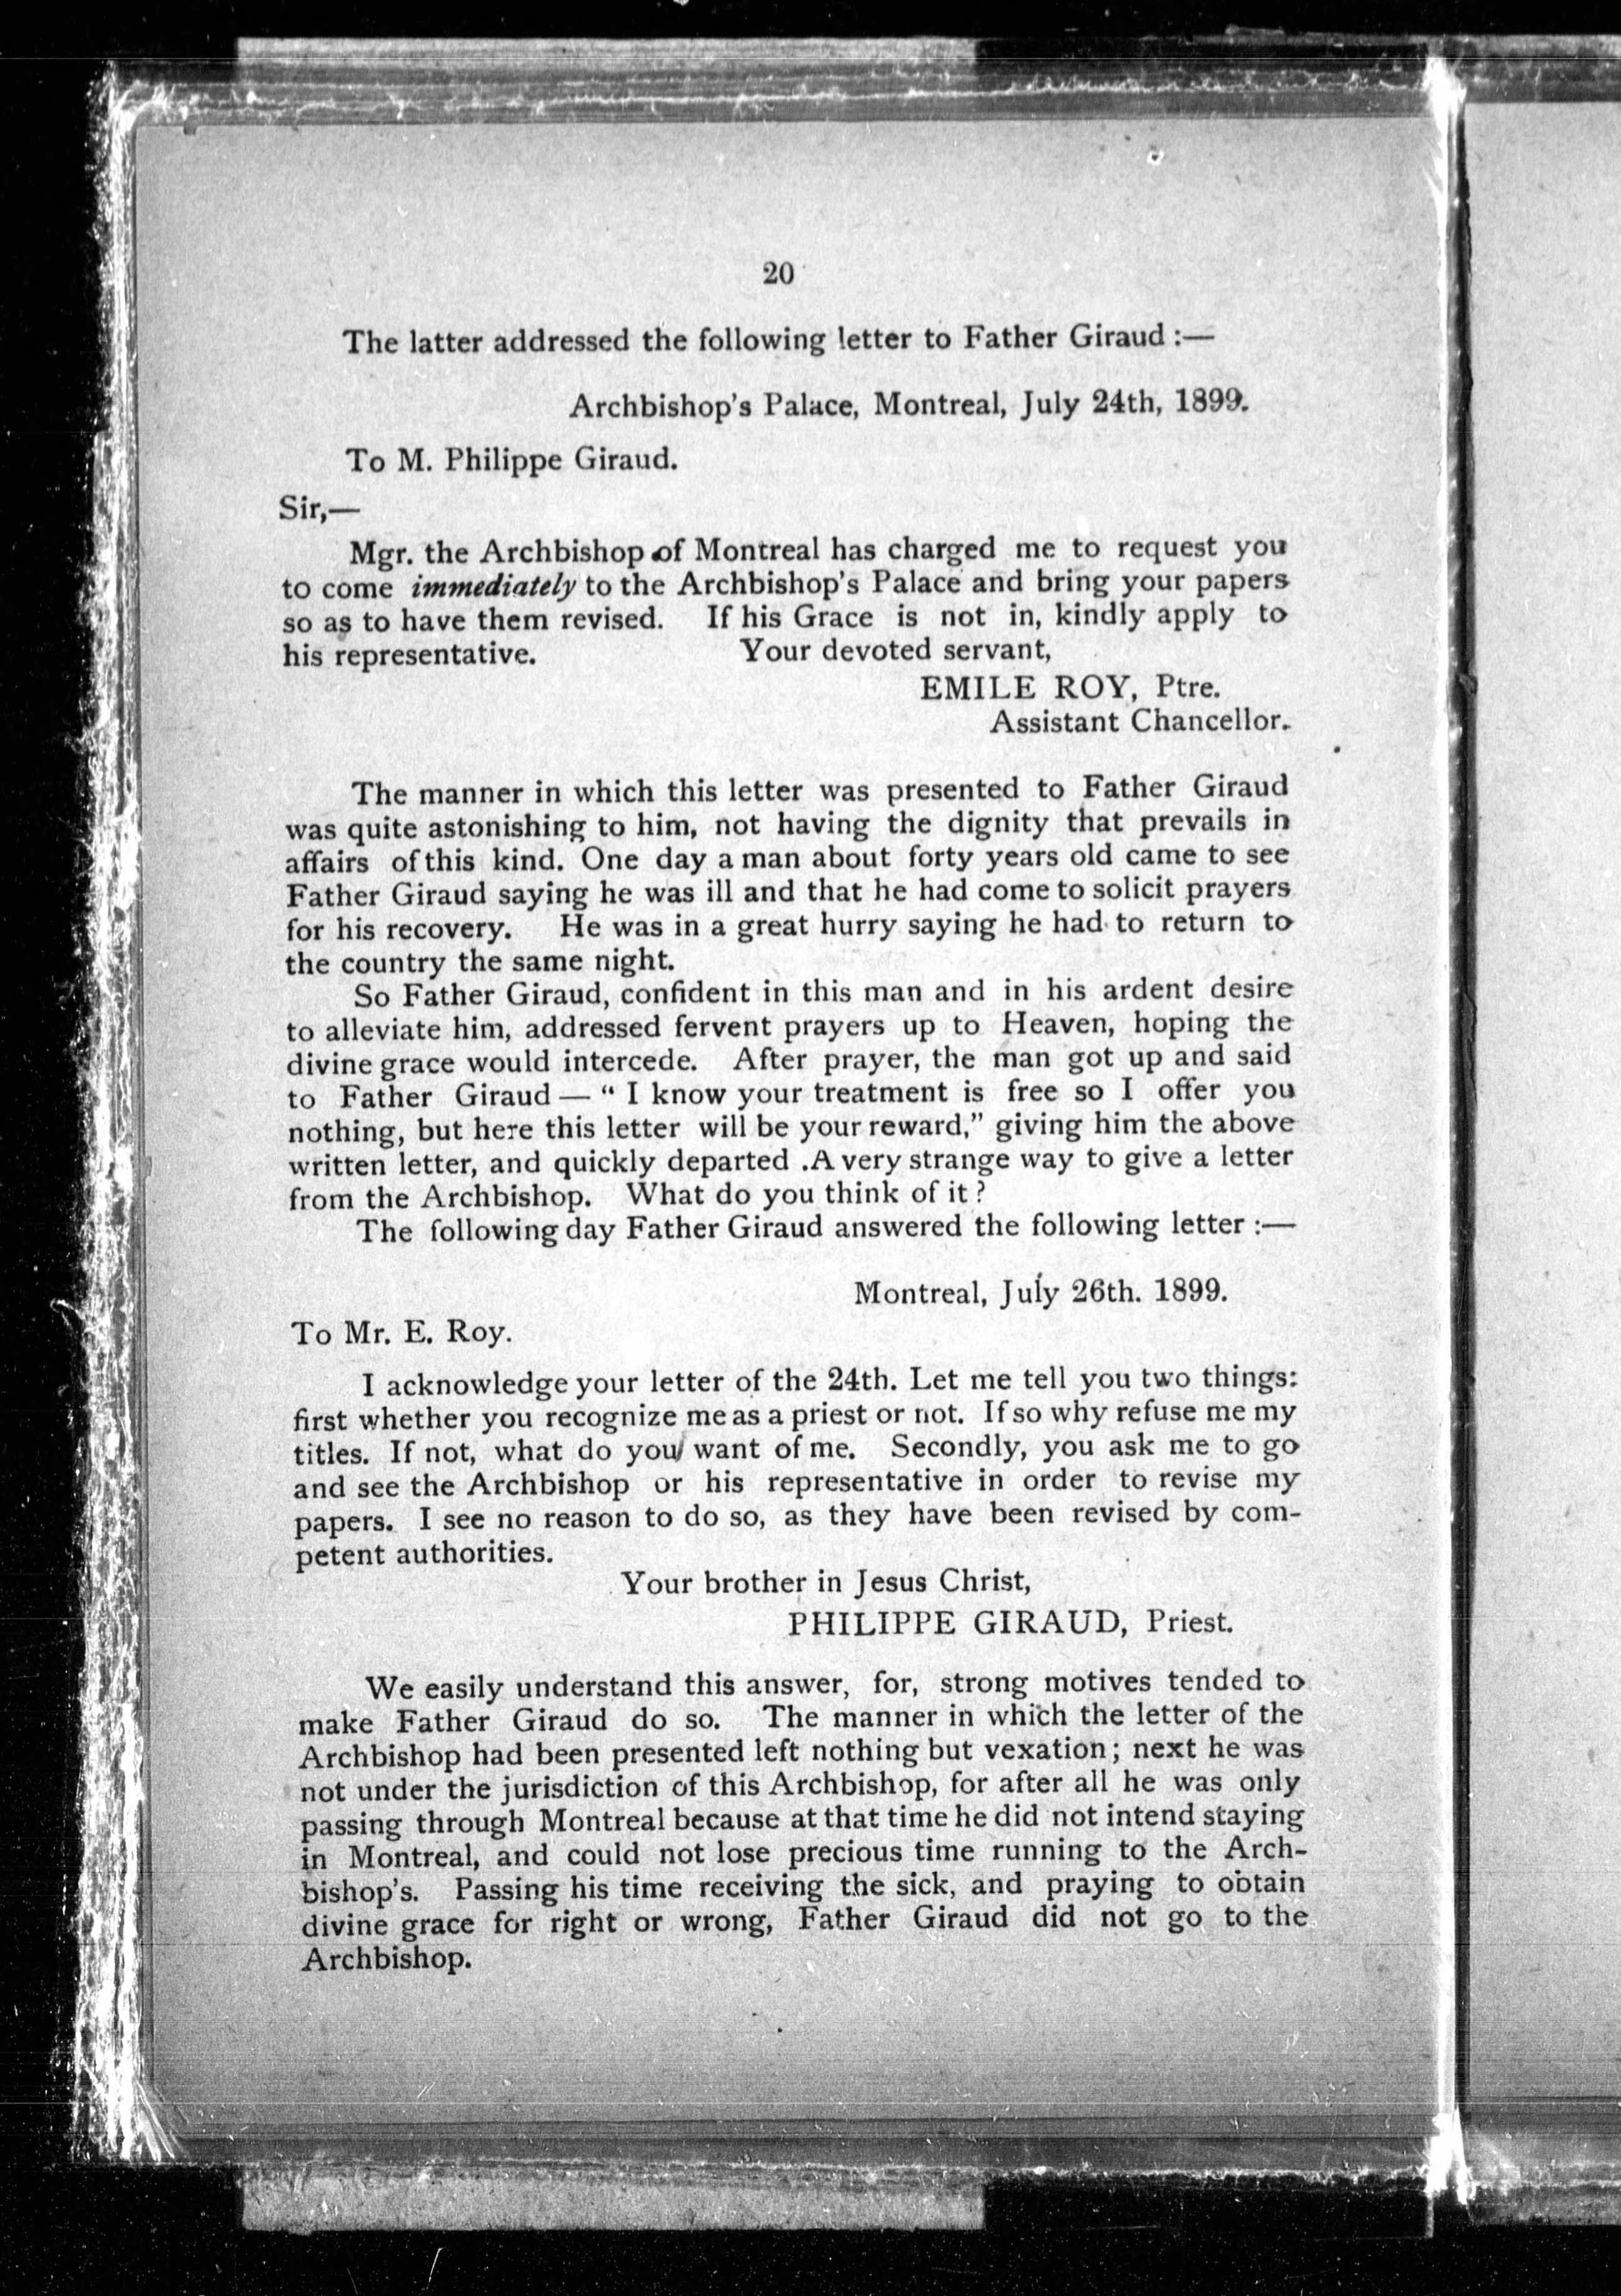 20
The latter addressed the following letter to Father Giraud :—
Archbishop's Palace, Montreal, July 24th, 1899.
To M. Philippe Giraud.
Sir,—
Mgr. the Archbishop of Montreal has charged me to request you
to come immediately to the Archbishop's Palace and bring your papers
so as to have them revised. If his Grace is not in, kindly apply to
his representative. Your devoted servant,
EMILE ROY, Ptre.
Assistant Chancellor.
The manner in which this letter was presented to Father Giraud
was quite astonishing to him, not having the dignity that prevails in
affairs of this kind. One day a man about forty years old came to see
Father Giraud saying he was ill and that he had come to solicit prayers
for his recovery. He was in a great hurry saying he had to return to
the country the same night.
So Father Giraud, confident in this man and in his ardent desire
to alleviate him, addressed fervent prayers up to Heaven, hoping the
divine grace would intercede. After prayer, the man got up and said
to Father Giraud — “ I know your treatment is free so I offer you
nothing, but here this letter will be your reward,” giving him the above
written letter, and quickly departed .A very strange way to give a letter
from the Archbishop. What do you think of it ?
The following day Father Giraud answered the following letter :—
Montreal, July 26th. 1899.
To Mr. E. Roy.
I acknowledge your letter of the 24th. Let me tell you two things:
first whether you recognize me as a priest or not. If so why refuse me my
titles. If not, what do you want of me. Secondly, you ask me to go
and see the Archbishop or his representative in order to revise my
papers. I see no reason to do so, as they have been revised by com-
petent authorities.
Your brother in Jesus Christ,
PHILIPPE GIRAUD, Priest.
We easily understand this answer, for, strong motives tended to
make Father Giraud do so. The manner in which the letter of the
Archbishop had been presented left nothing but vexation; next he was
not under the jurisdiction of this Archbishop, for after all he was only
passing through Montreal because at that time he did not intend staying
in Montreal, and could not lose precious time running to the Arch-
bishop's. Passing his time receiving the sick, and praying to obtain
divine grace for right or wrong, Father Giraud did not go to the
Archbishop.